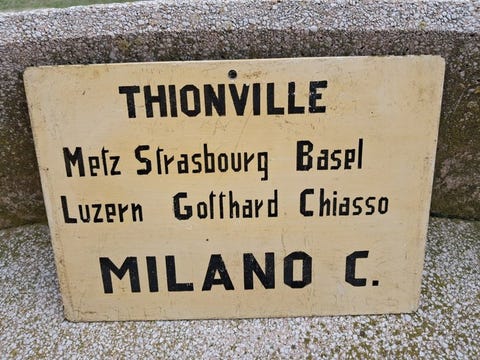 THIONVILLE
Metz Strasbourg Basel
Luzern Gotthard Chiasso
MILANO C.